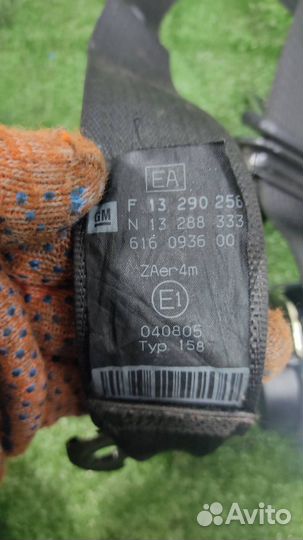 EA
GM F 13 290 256
N 13 288 333
616 0936 00
ZAer4m
E1
040805
Typ. 158
Avito